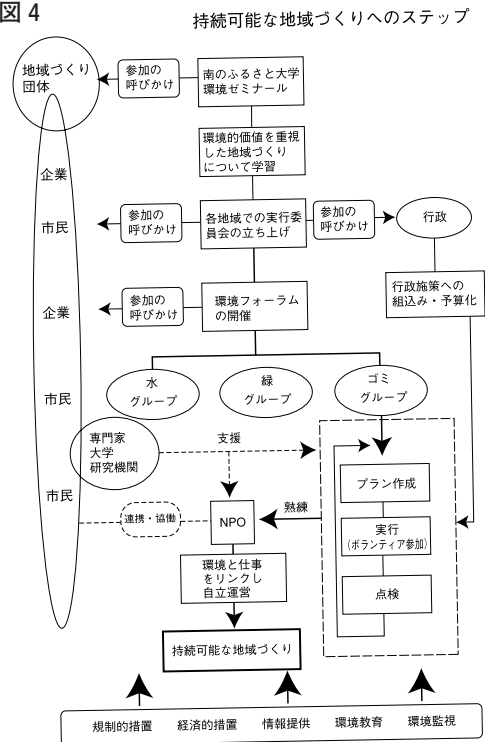 図4
持続可能な地域づくりへのステップ
地域づくり
団体
参加の
呼びかけ
南のふるさと大学
環境ゼミナール
環境的価値を重視
した地域づくり
について学習
企業
市民
参加の
呼びかけ
各地域での実行委
員会の立ち上げ
参加の
呼びかけ
行政
行政施策への
組込み・予算化
企業
参加の
呼びかけ
環境フォーラム
の開催
水
グループ
緑
グループ
ゴミ
グループ
市民
専門家
大学
研究機関
支援
プラン作成
市民
連携・協働
NPO
熟練
実行
(ボランティア参加)
環境と仕事
をリンクし
自立運営
点検
持続可能な地域づくり
規制的措置
経済的措置
情報提供
環境教育
環境監視